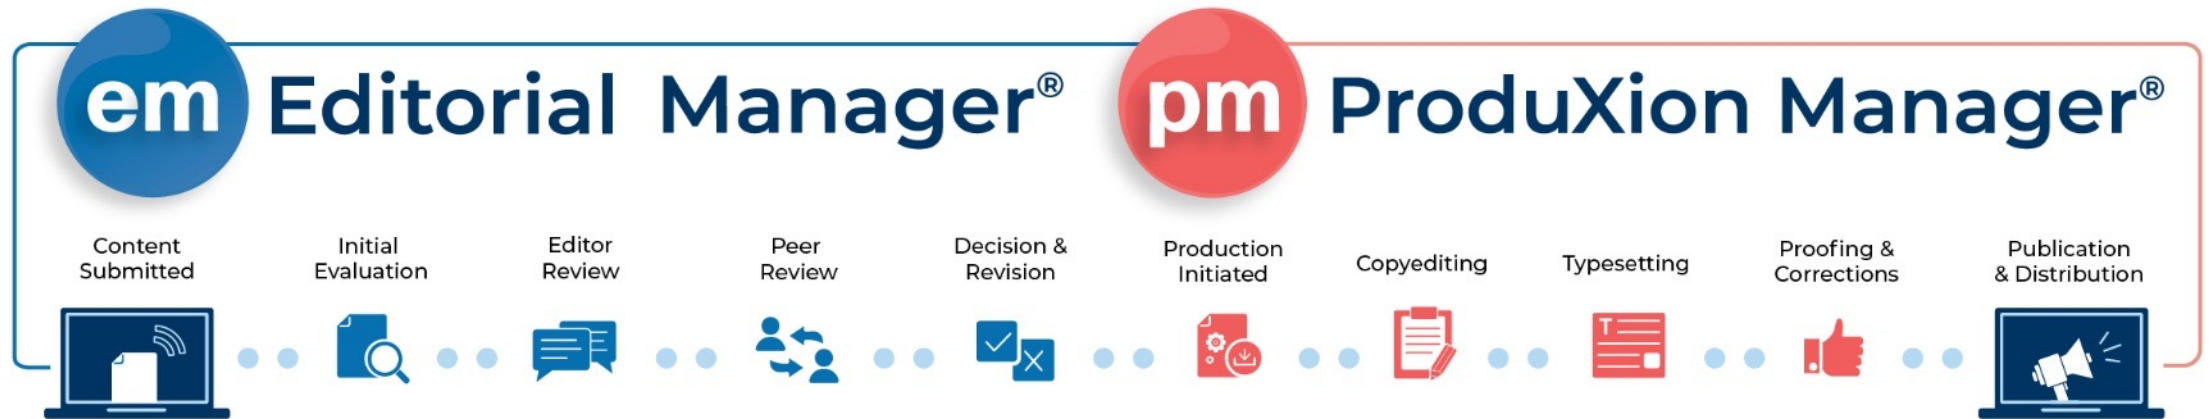 em Editorial Manager®
pm ProduXion Manager®
Content
Submitted
Initial
Evaluation
Editor
Review
Peer
Review
Decision &
Revision
Production
Initiated
Copyediting
Typesetting
Proofing &
Corrections
Publication
& Distribution
T